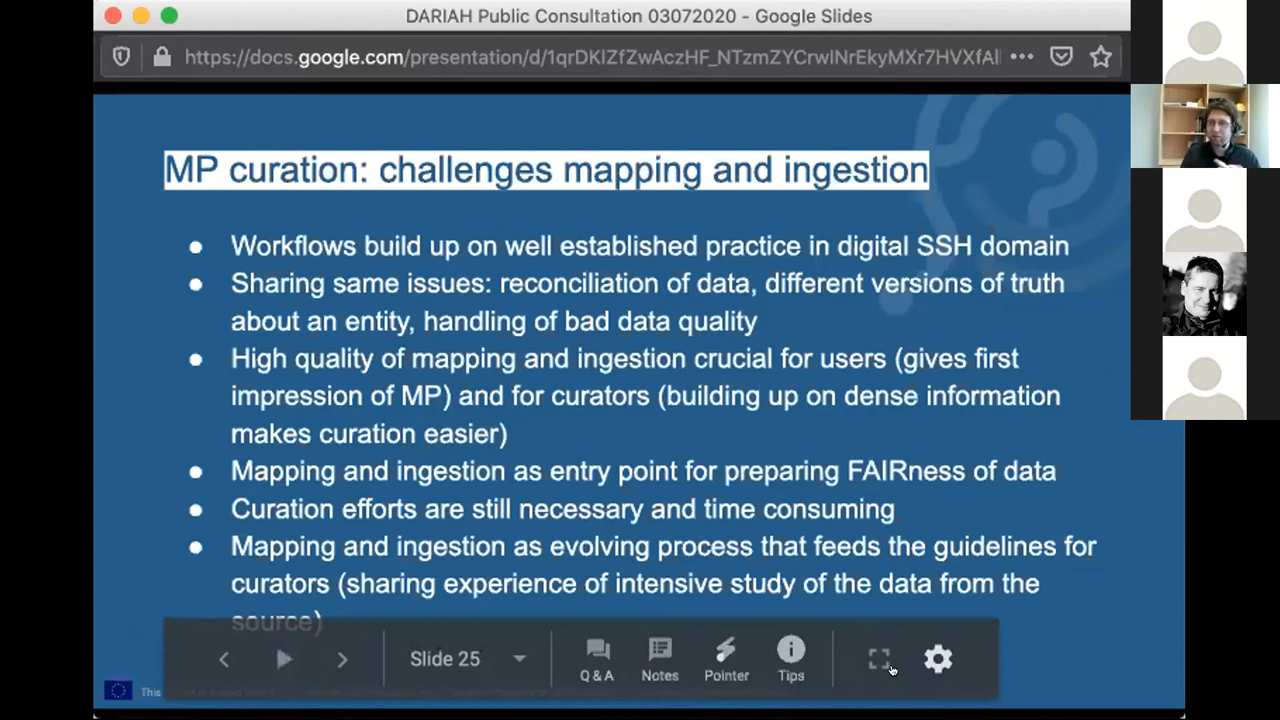 DARIAH Public Consultation 03072020 - Google Slides
https://docs.google.com/presentation/d/1qrDKlZfZwAczHF_NTzmZYCrwINrEkyMXr7HVXfAl
MP curation: challenges mapping and ingestion
● Workflows build up on well established practice in digital SSH domain
● Sharing same issues: reconciliation of data, different versions of truth
about an entity, handling of bad data quality
● High quality of mapping and ingestion crucial for users (gives first
impression of MP) and for curators (building up on dense information
makes curation easier)
● Mapping and ingestion as entry point for preparing FAIRness of data
● Curation efforts are still necessary and time consuming
● Mapping and ingestion as evolving process that feeds the guidelines for
curators (sharing experience of intensive study of the data from the
source)
Slide 25
Q & A
Notes
Pointer
Tips
This